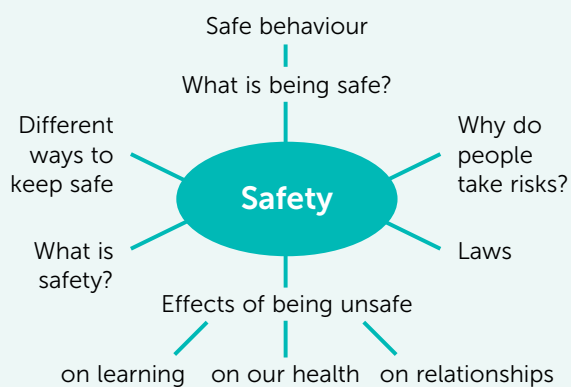 Safe behaviour
What is being safe?
Different
ways to
keep safe
Why do
people
take risks?
Safety
What is
safety?
Laws
Effects of being unsafe
on learning
on our health
on relationships